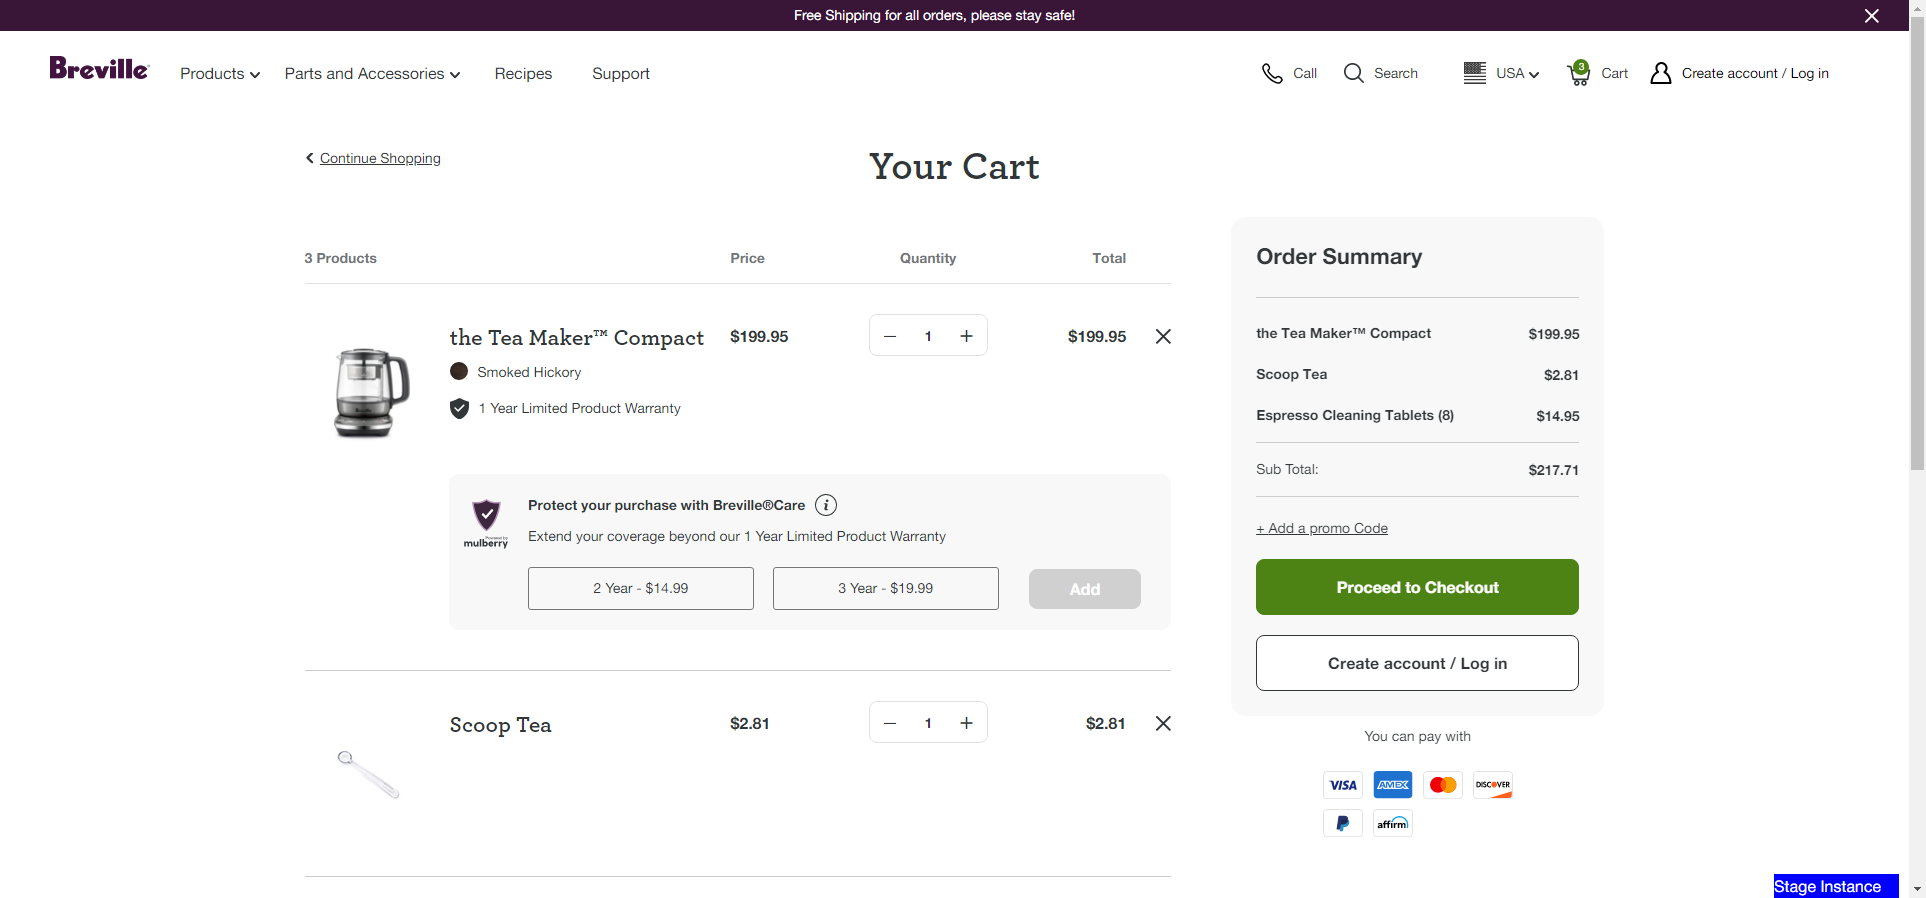 Free Shipping for all orders, please stay safe!
Breville
Products
Parts and Accessories
Recipes
Support
Call
Search
USA
3
Cart
Create account / Log in
Continue Shopping
Your Cart
3 Products
Price
Quantity
Total
the Tea Maker™ Compact
$199.95
1
$199.95
Smoked Hickory
1 Year Limited Product Warranty
Powered by
mulberry
Protect your purchase with Breville®Care
i
Extend your coverage beyond our 1 Year Limited Product Warranty
2 Year - $14.99
3 Year - $19.99
Add
Scoop Tea
$2.81
1
$2.81
Order Summary
the Tea Maker™ Compact
$199.95
Scoop Tea
$2.81
Espresso Cleaning Tablets (8)
$14.95
Sub Total:
$217.71
+ Add a promo Code
Proceed to Checkout
Create account / Log in
You can pay with
VISA
AMEX
DISCOVER
affirm
Stage Instance